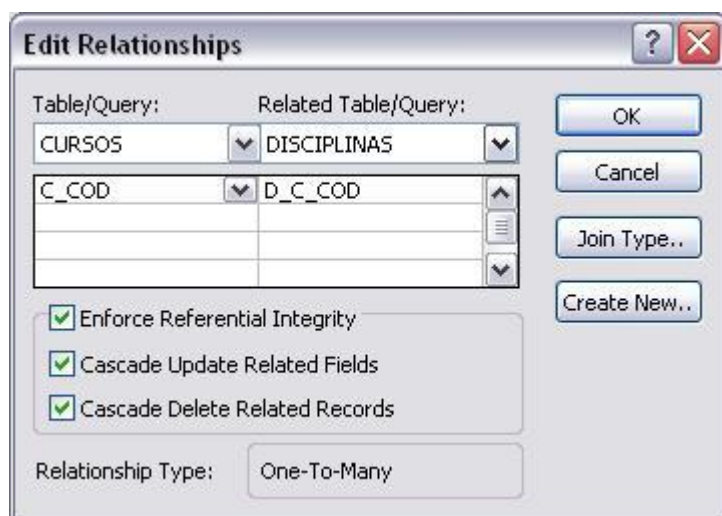 Edit Relationships
Table/Query: Related Table/Query:
CURSOS DISCIPLINAS
C_COD D_C_COD
Enforce Referential Integrity
Cascade Update Related Fields
Cascade Delete Related Records
Relationship Type: One-To-Many
OK
Cancel
Join Type..
Create New..